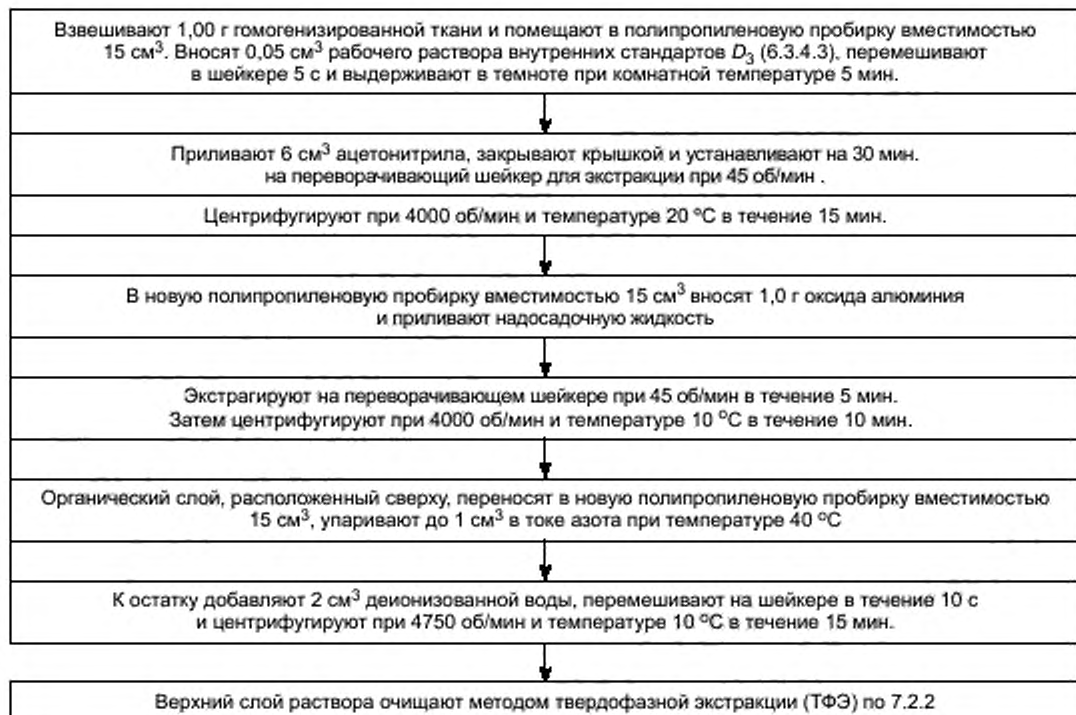 Взвешивают 1,00 г гомогенизированной ткани и помещают в полипропиленовую пробирку вместимостью
15 см³. Вносят 0,05 см³ рабочего раствора внутренних стандартов D₃ (6.3.4.3), перемешивают
в шейкере 5 с и выдерживают в темноте при комнатной температуре 5 мин.
Приливают 6 см³ ацетонитрила, закрывают крышкой и устанавливают на 30 мин.
на переворачивающий шейкер для экстракции при 45 об/мин .
Центрифугируют при 4000 об/мин и температуре 20 ºС в течение 15 мин.
В новую полипропиленовую пробирку вместимостью 15 см³ вносят 1,0 г оксида алюминия
и приливают надосадочную жидкость
Экстрагируют на переворачивающем шейкере при 45 об/мин в течение 5 мин.
Затем центрифугируют при 4000 об/мин и температуре 10 ºС в течение 10 мин.
Органический слой, расположенный сверху, переносят в новую полипропиленовую пробирку вместимостью
15 см³, упаривают до 1 см³ в токе азота при температуре 40 ºС
К остатку добавляют 2 см³ деионизованной воды, перемешивают на шейкере в течение 10 с
и центрифугируют при 4750 об/мин и температуре 10 ºС в течение 15 мин.
Верхний слой раствора очищают методом твердофазной экстракции (ТФЭ) по 7.2.2